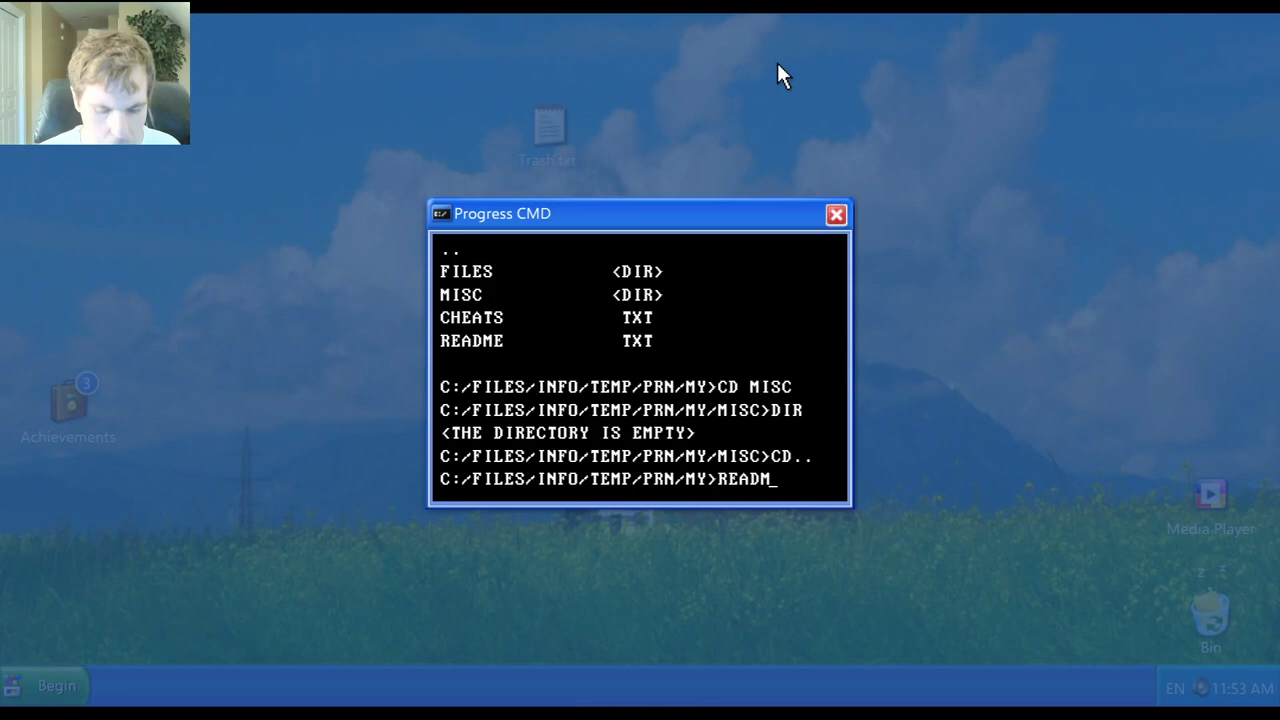 Trash.txt
Progress CMD
..
FILES <DIR>
MISC <DIR>
CHEATS TXT
README TXT
C:/FILES/INFO/TEMP/PRN/MY>CD MISC
C:/FILES/INFO/TEMP/PRN/MY/MISC>DIR
<THE DIRECTORY IS EMPTY>
C:/FILES/INFO/TEMP/PRN/MY/MISC>CD..
C:/FILES/INFO/TEMP/PRN/MY>READM_
3
Achievements
Media Player
z z
Bin
Begin
EN 11:53 AM